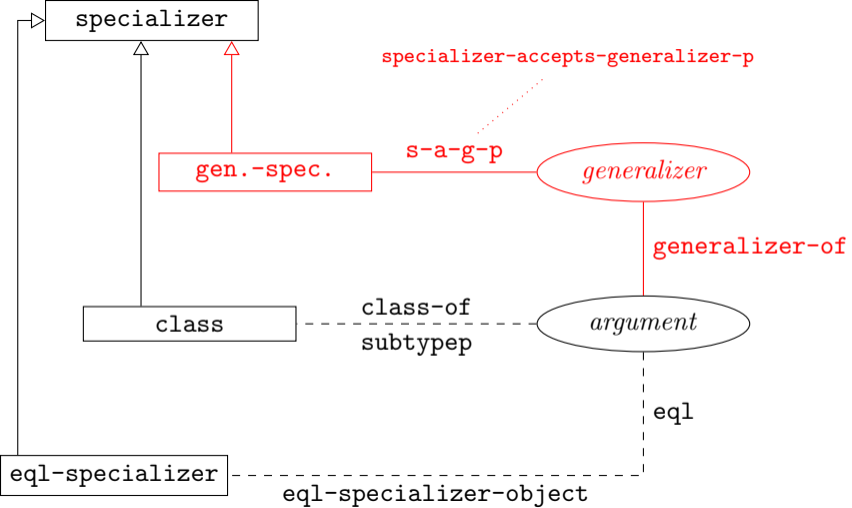 specializer
specializer-accepts-generalizer-p
s-a-g-p
gen.-spec.
generalizer
generalizer-of
class-of
class
argument
subtypep
eql
eql-specializer
eql-specializer-object